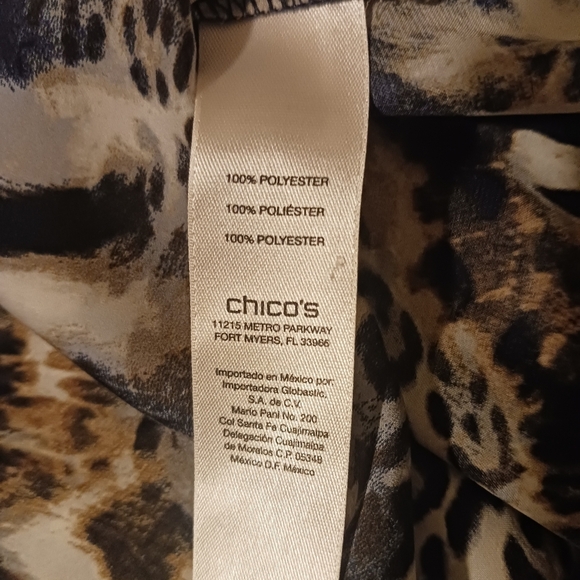 100% POLYESTER
100% POLIÉSTER
100% POLYESTER
chico's
11215 METRO PARKWAY
FORT MYERS, FL 33966
Importado en México por:
Importadora Globastic.
S.A. de C.V.
Mario Pani No. 200
Col Santa Fe Cuajimalpa
Delegación Cuajimalpa
de Morelos C.P. 05348
México D.F. México